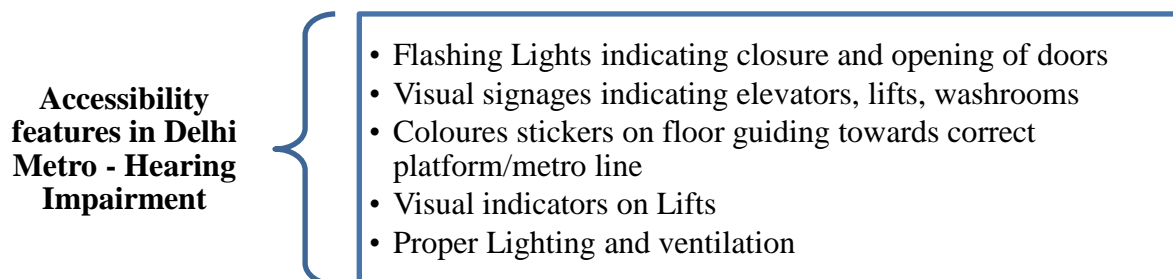 Accessibility
features in Delhi
Metro - Hearing
Impairment
• Flashing Lights indicating closure and opening of doors
• Visual signages indicating elevators, lifts, washrooms
• Coloures stickers on floor guiding towards correct
platform/metro line
• Visual indicators on Lifts
• Proper Lighting and ventilation